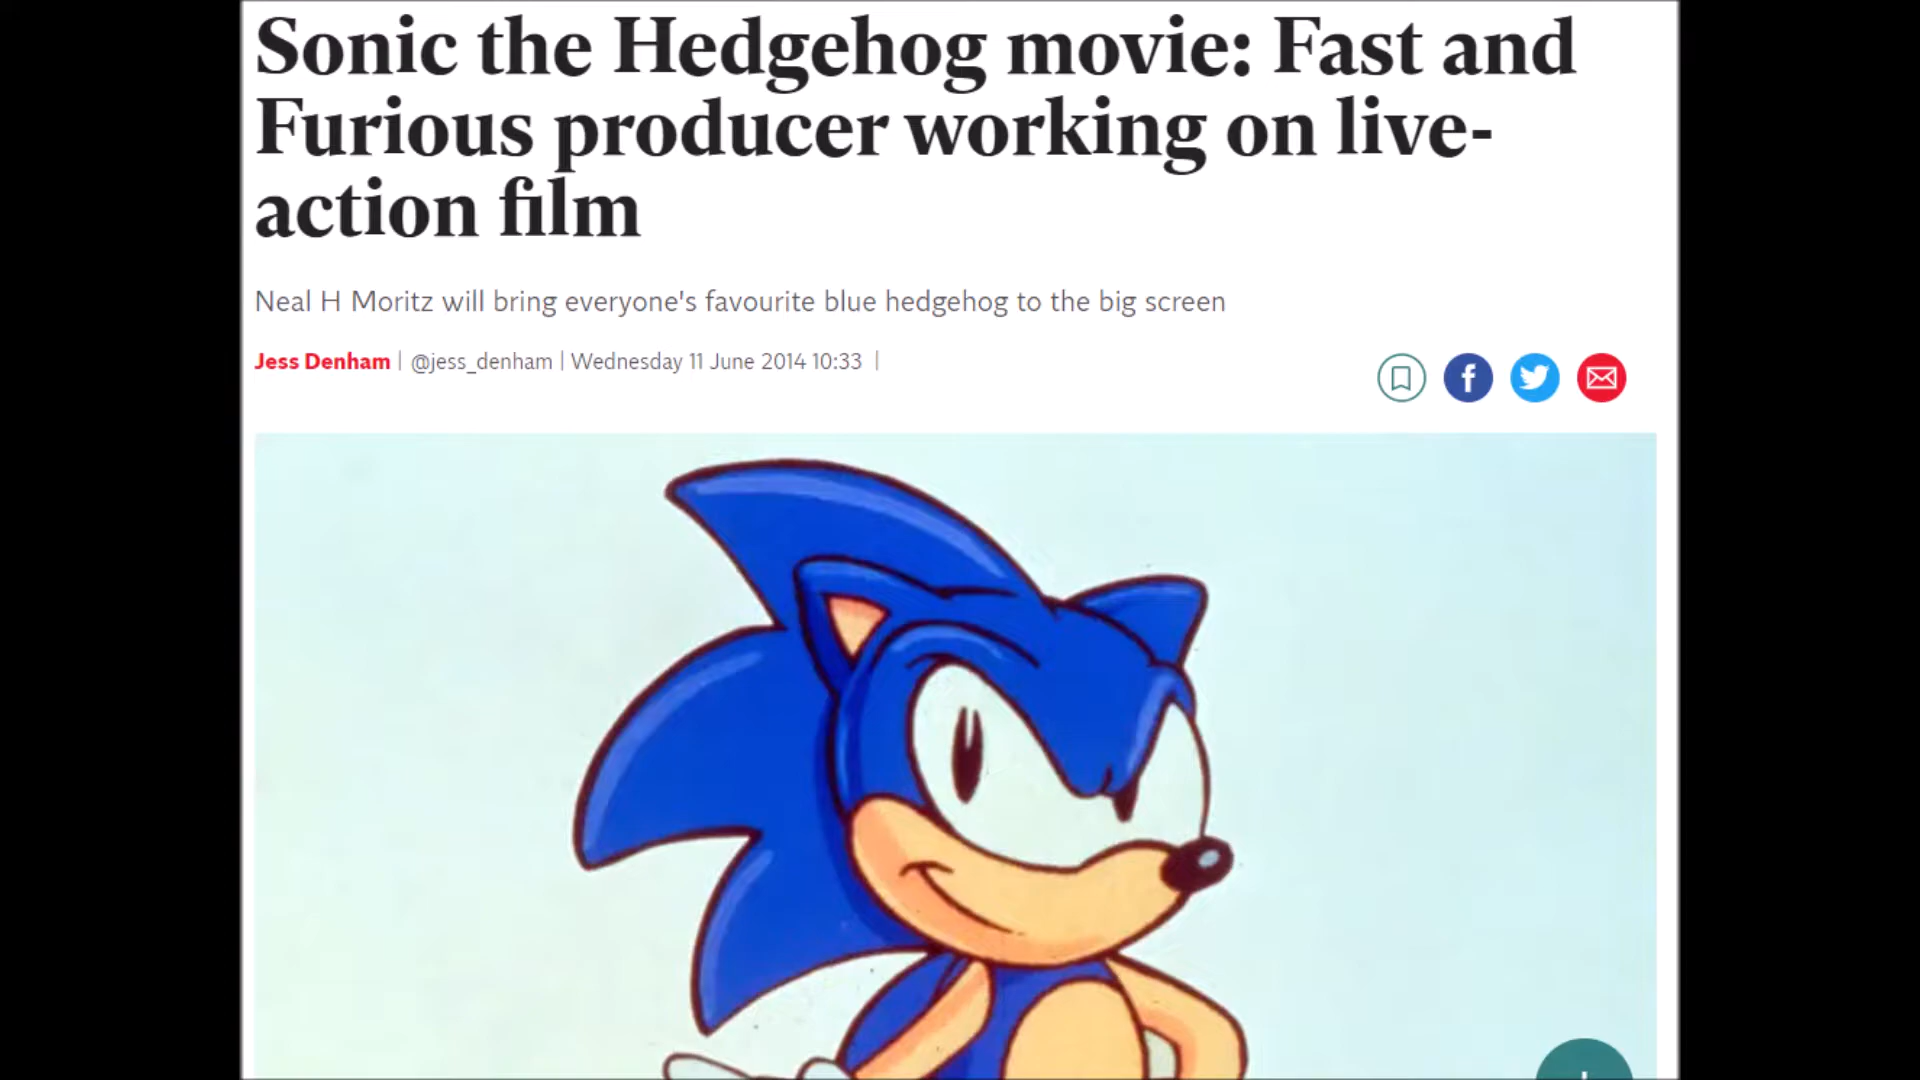 Sonic the Hedgehog movie: Fast and
Furious producer working on live-
action film
Neal H Moritz will bring everyone's favourite blue hedgehog to the big screen
Jess Denham | @jess_denham | Wednesday 11 June 2014 10:33 |